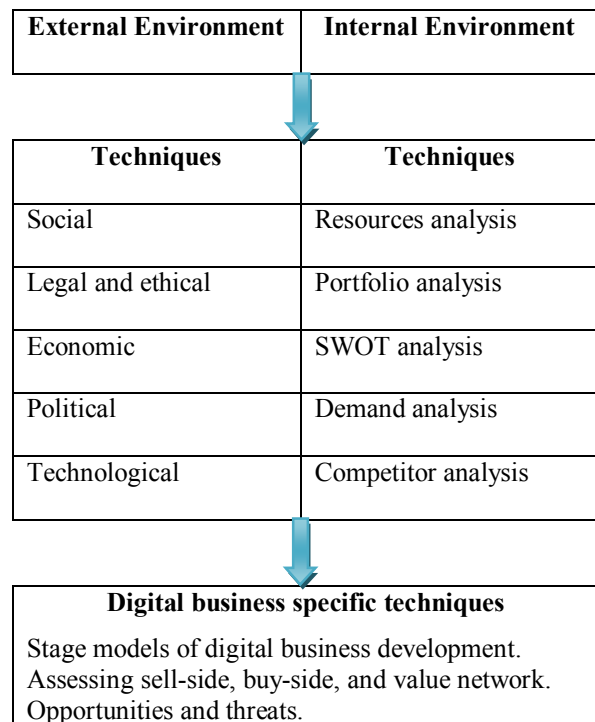 External Environment Internal Environment
Techniques Techniques
Social Resources analysis
Legal and ethical Portfolio analysis
Economic SWOT analysis
Political Demand analysis
Technological Competitor analysis
Digital business specific techniques
Stage models of digital business development.
Assessing sell-side, buy-side, and value network.
Opportunities and threats.